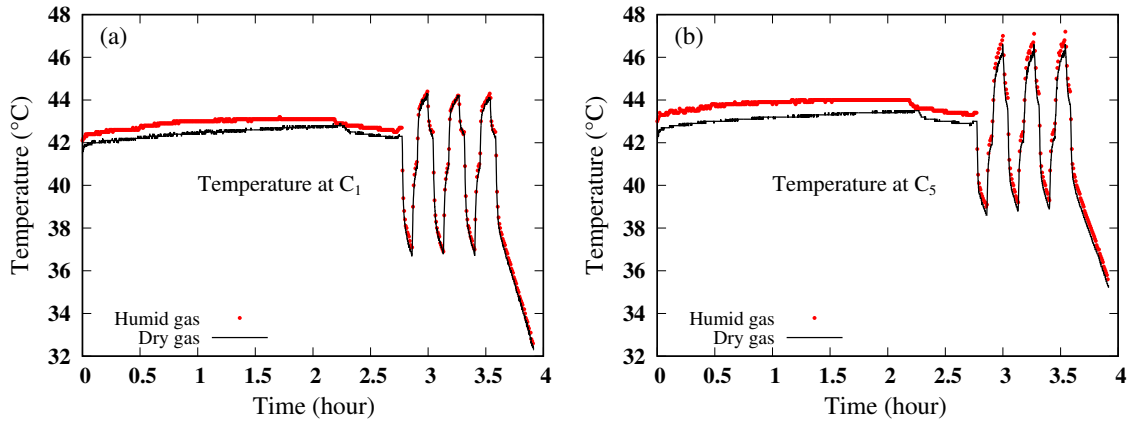 (a)
Temperature (°C)
48
46
44
42
40
38
36
34
32
Temperature at C₁
Humid gas
Dry gas
0 0.5 1 1.5 2 2.5 3 3.5 4
Time (hour)
(b)
Temperature (°C)
48
46
44
42
40
38
36
34
32
Temperature at C₅
Humid gas
Dry gas
0 0.5 1 1.5 2 2.5 3 3.5 4
Time (hour)